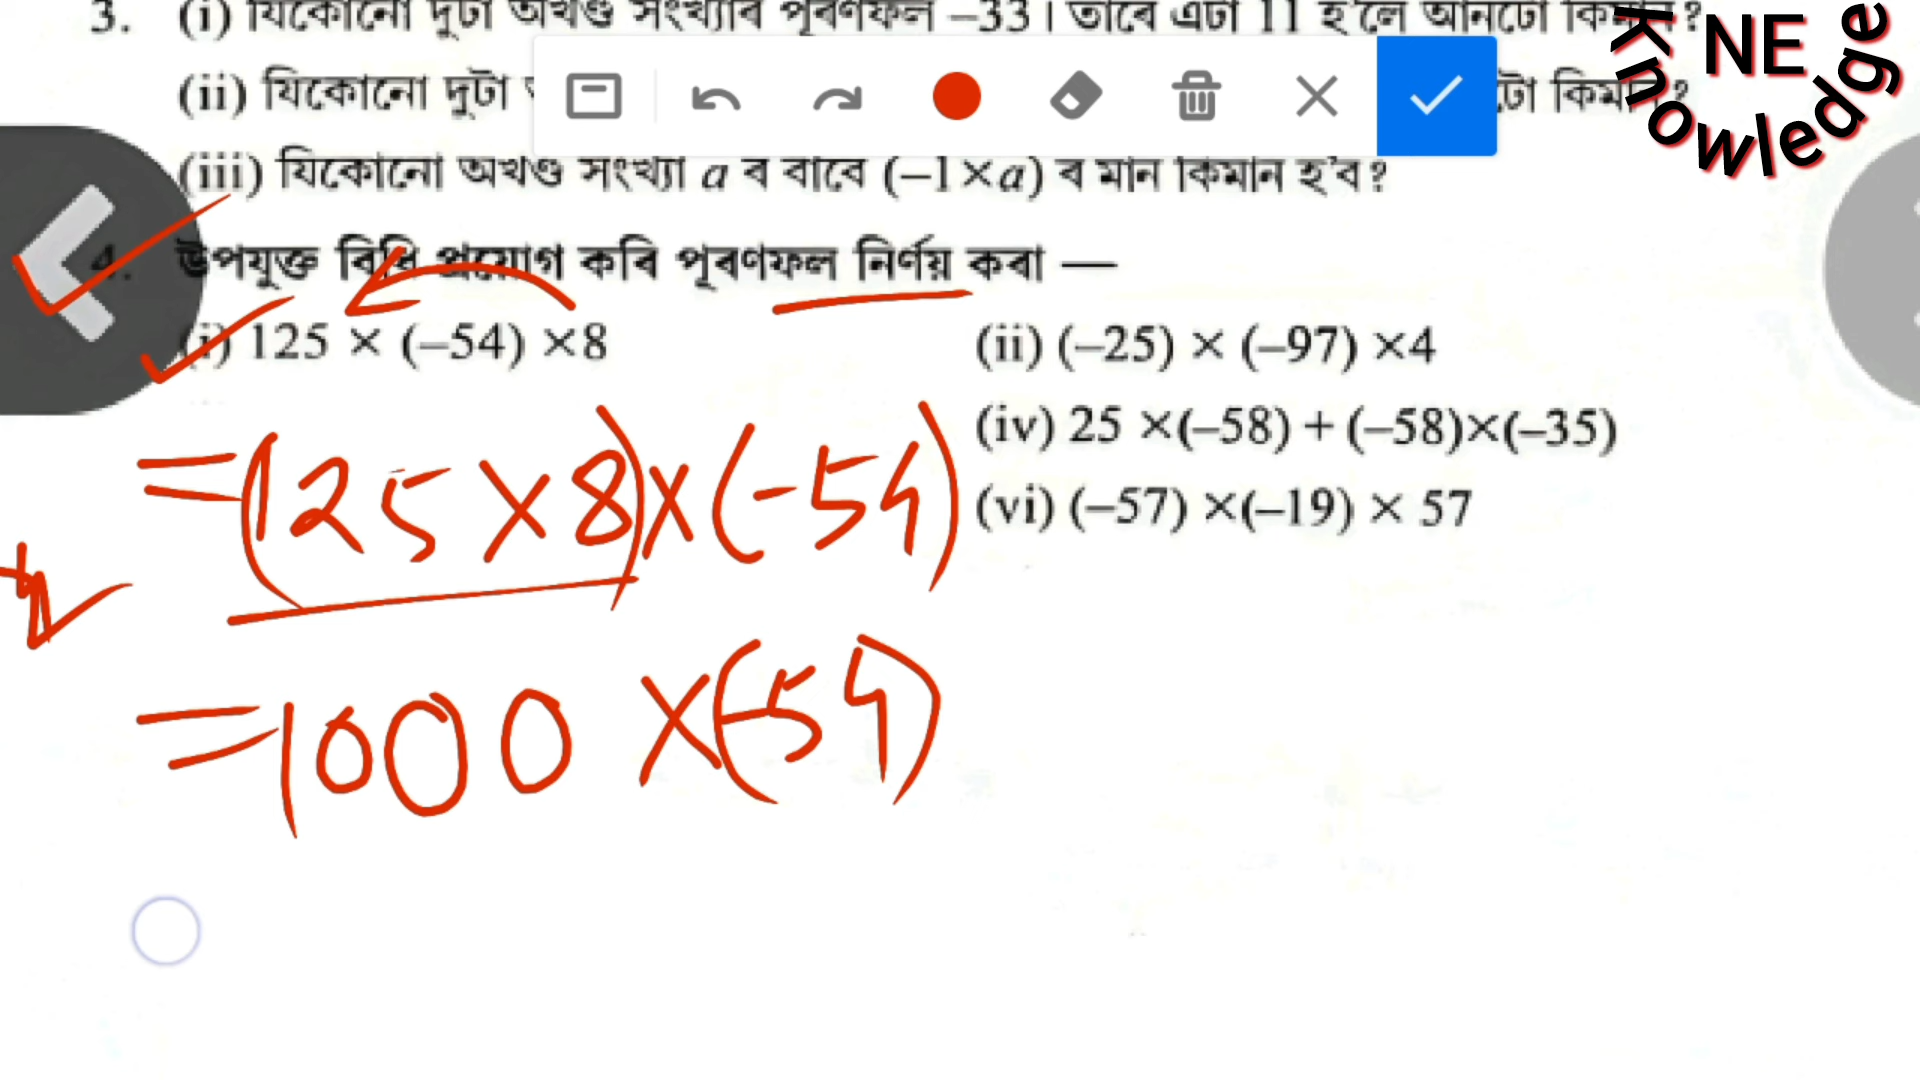 3. (i) যিকোনো দুটা অখণ্ড সংখ্যাৰ পূৰণফল –33। তাৰে এটা 11 হ'লে আনটো কিমান?
(ii) যিকোনো দুটা
টো কিমান?
(iii) যিকোনো অখণ্ড সংখ্যা a ৰ বাবে (–1×a) ৰ মান কিমান হ'ব?
4. উপযুক্ত বিধি প্ৰয়োগ কৰি পূৰণফল নিৰ্ণয় কৰা —
(i) 125 × (–54) ×8
(ii) (–25) × (–97) ×4
(iv) 25 ×(–58) + (–58)×(–35)
(vi) (–57) ×(–19) × 57
=(125×8)×(-54)
=1000 ×(-54)
NE
Knowledge